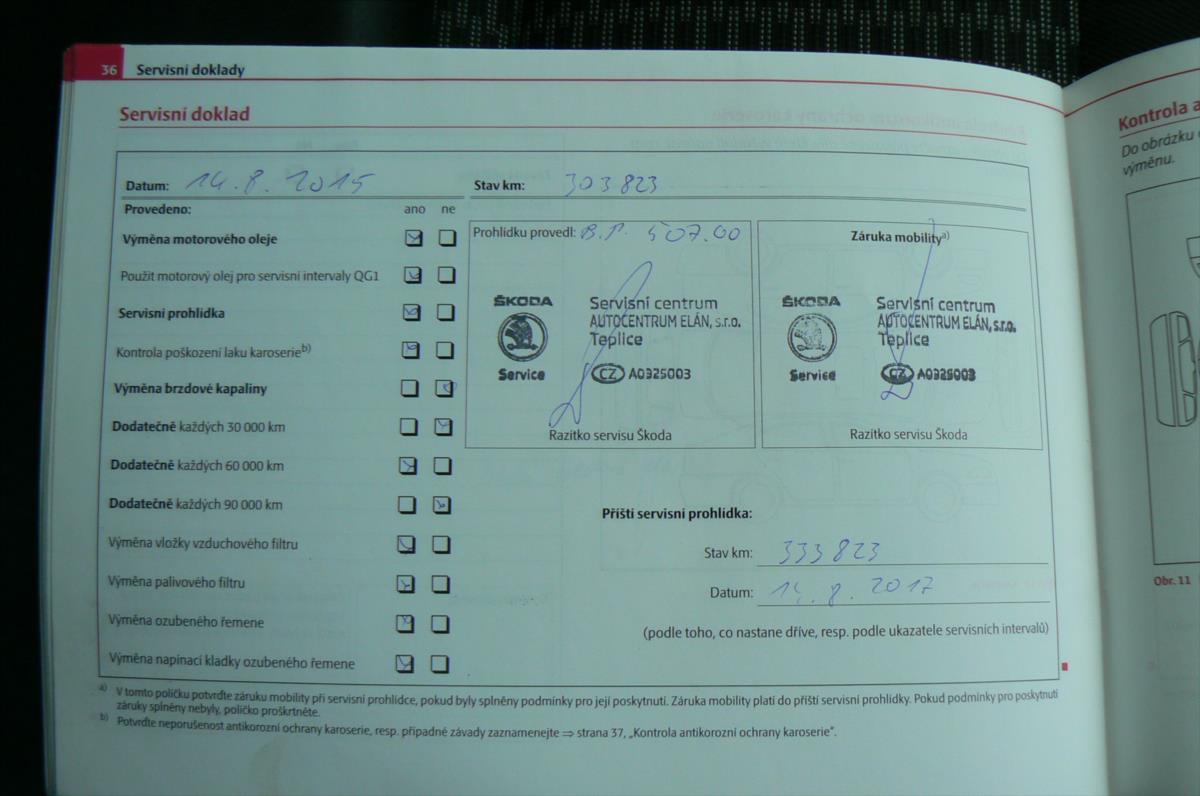 36 Servisní doklady
Servisní doklad
Datum: 14.8.2015 Stav km: 303823
Provedeno: ano ne
Výměna motorového oleje
Použit motorový olej pro servisní intervaly QG1
Servisní prohlídka
Kontrola poškození laku karoserie b)
Výměna brzdové kapaliny
Dodatečně každých 30 000 km
Dodatečně každých 60 000 km
Dodatečně každých 90 000 km
Výměna vložky vzduchového filtru
Výměna palivového filtru
Výměna ozubeného řemene
Výměna napínací kladky ozubeného řemene
Prohlídku provedl: 507.00
ŠKODA
Service
Servisní centrum
AUTOCENTRUM ELÁN, s.r.o.
Teplice
CZ A0325003
Razítko servisu Škoda
Záruka mobility a)
ŠKODA
Service
Servisní centrum
AUTOCENTRUM ELÁN, s.r.o.
Teplice
CZ A0325003
Razítko servisu Škoda
Příští servisní prohlídka:
Stav km: 333823
Datum: 14.8.2017
(podle toho, co nastane dříve, resp. podle ukazatele servisních intervalů)
a) V tomto políčku potvrďte záruku mobility při servisní prohlídce, pokud byly splněny podmínky pro její poskytnutí. Záruka mobility platí do příští servisní prohlídky. Pokud podmínky pro poskytnutí
záruky splněny nebyly, políčko proškrtněte.
b) Potvrďte neporušenost antikorozní ochrany karoserie, resp. případné závady zaznamenejte ⇒ strana 37, „Kontrola antikorozní ochrany karoserie".
Kontrola a
Do obrázku
výměnu.
Obr. 11